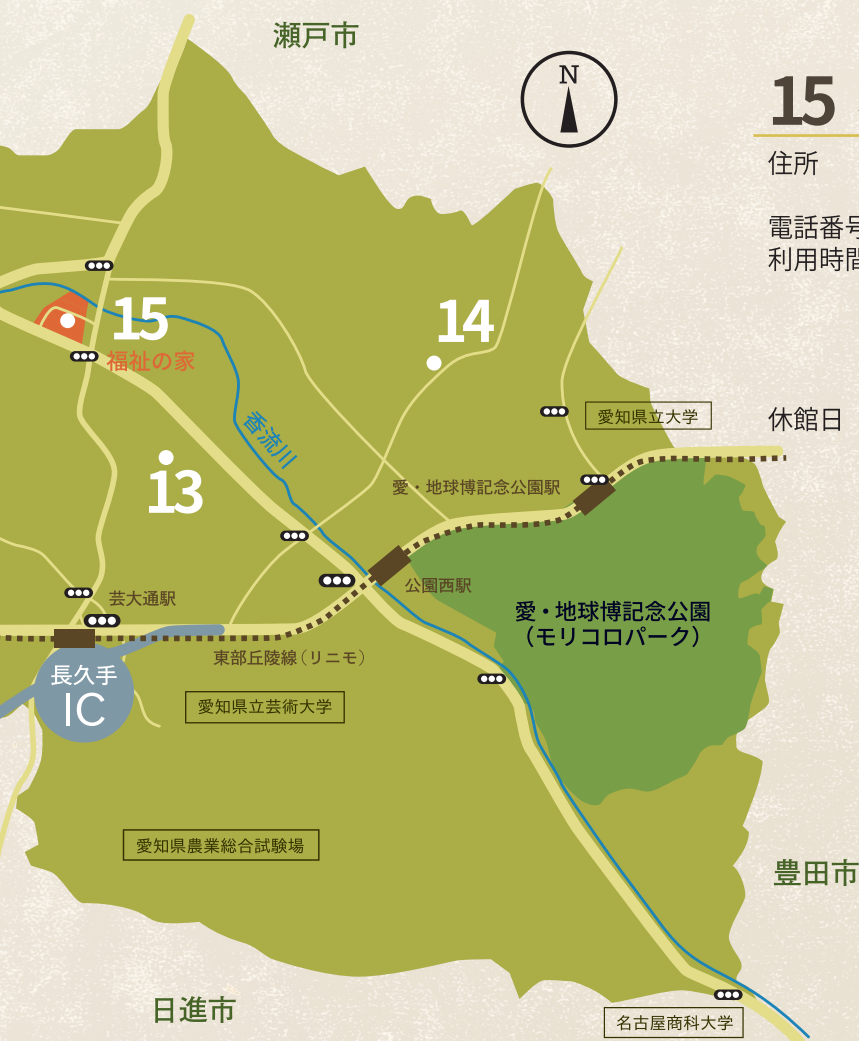 瀬戸市
N
15
住所
電話番号
利用時間
15
14
福祉の家
香流川
愛知県立大学
休館日
13
愛・地球博記念公園駅
公園西駅
芸大通駅
愛・地球博記念公園
（モリコロパーク）
東部丘陵線（リニモ）
長久手
IC
愛知県立芸術大学
愛知県農業総合試験場
豊田市
日進市
名古屋商科大学